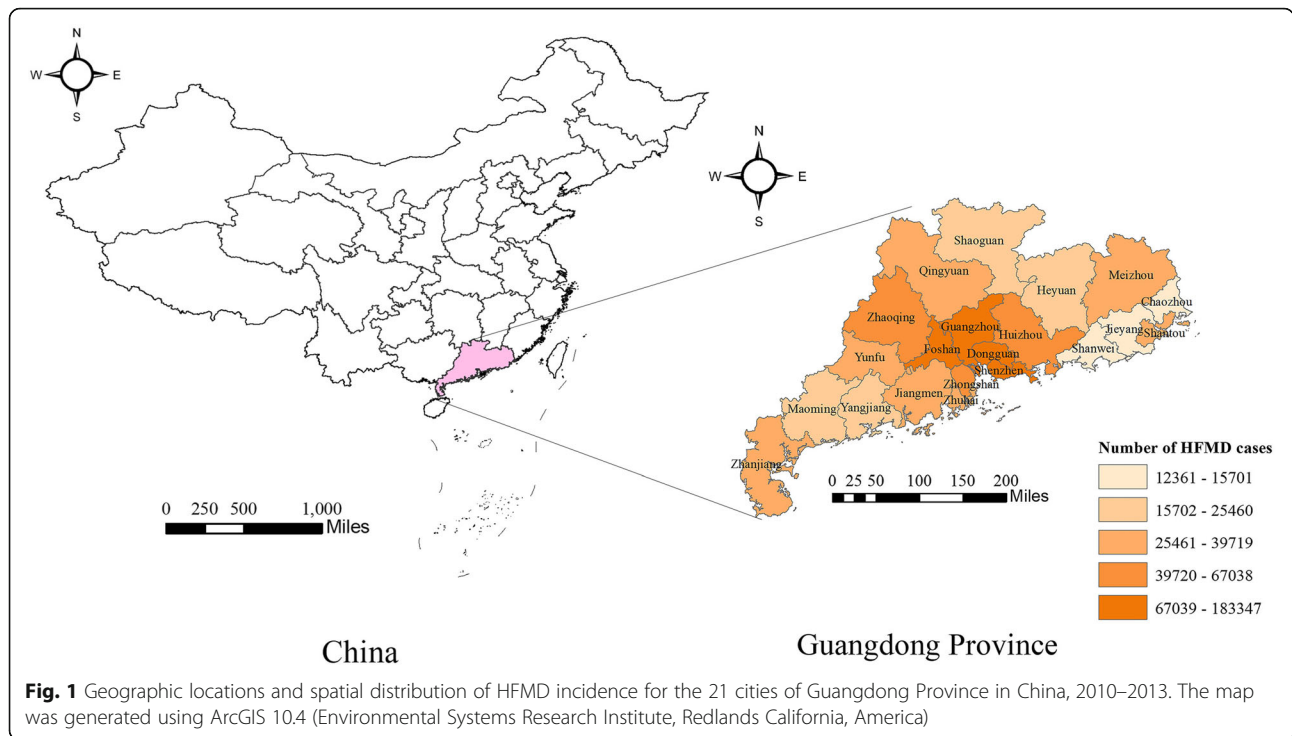 N
W E
S
N
W E
S
Shaoguan
Qingyuan
Meizhou
Heyuan
Chaozhou
Zhaoqing
Guangzhou
Huizhou
Jieyang
Shantou
Foshan
Dongguan
Shanwei
Yunfu
Shenzhen
Zhongshan
Jiangmen
Zhuhai
Maoming
Yangjiang
Zhanjiang
0 25 50 100 150 200
Miles
0 250 500 1,000
Miles
Number of HFMD cases
12361 - 15701
15702 - 25460
25461 - 39719
39720 - 67038
67039 - 183347
China
Guangdong Province
Fig. 1 Geographic locations and spatial distribution of HFMD incidence for the 21 cities of Guangdong Province in China, 2010–2013. The map
was generated using ArcGIS 10.4 (Environmental Systems Research Institute, Redlands California, America)